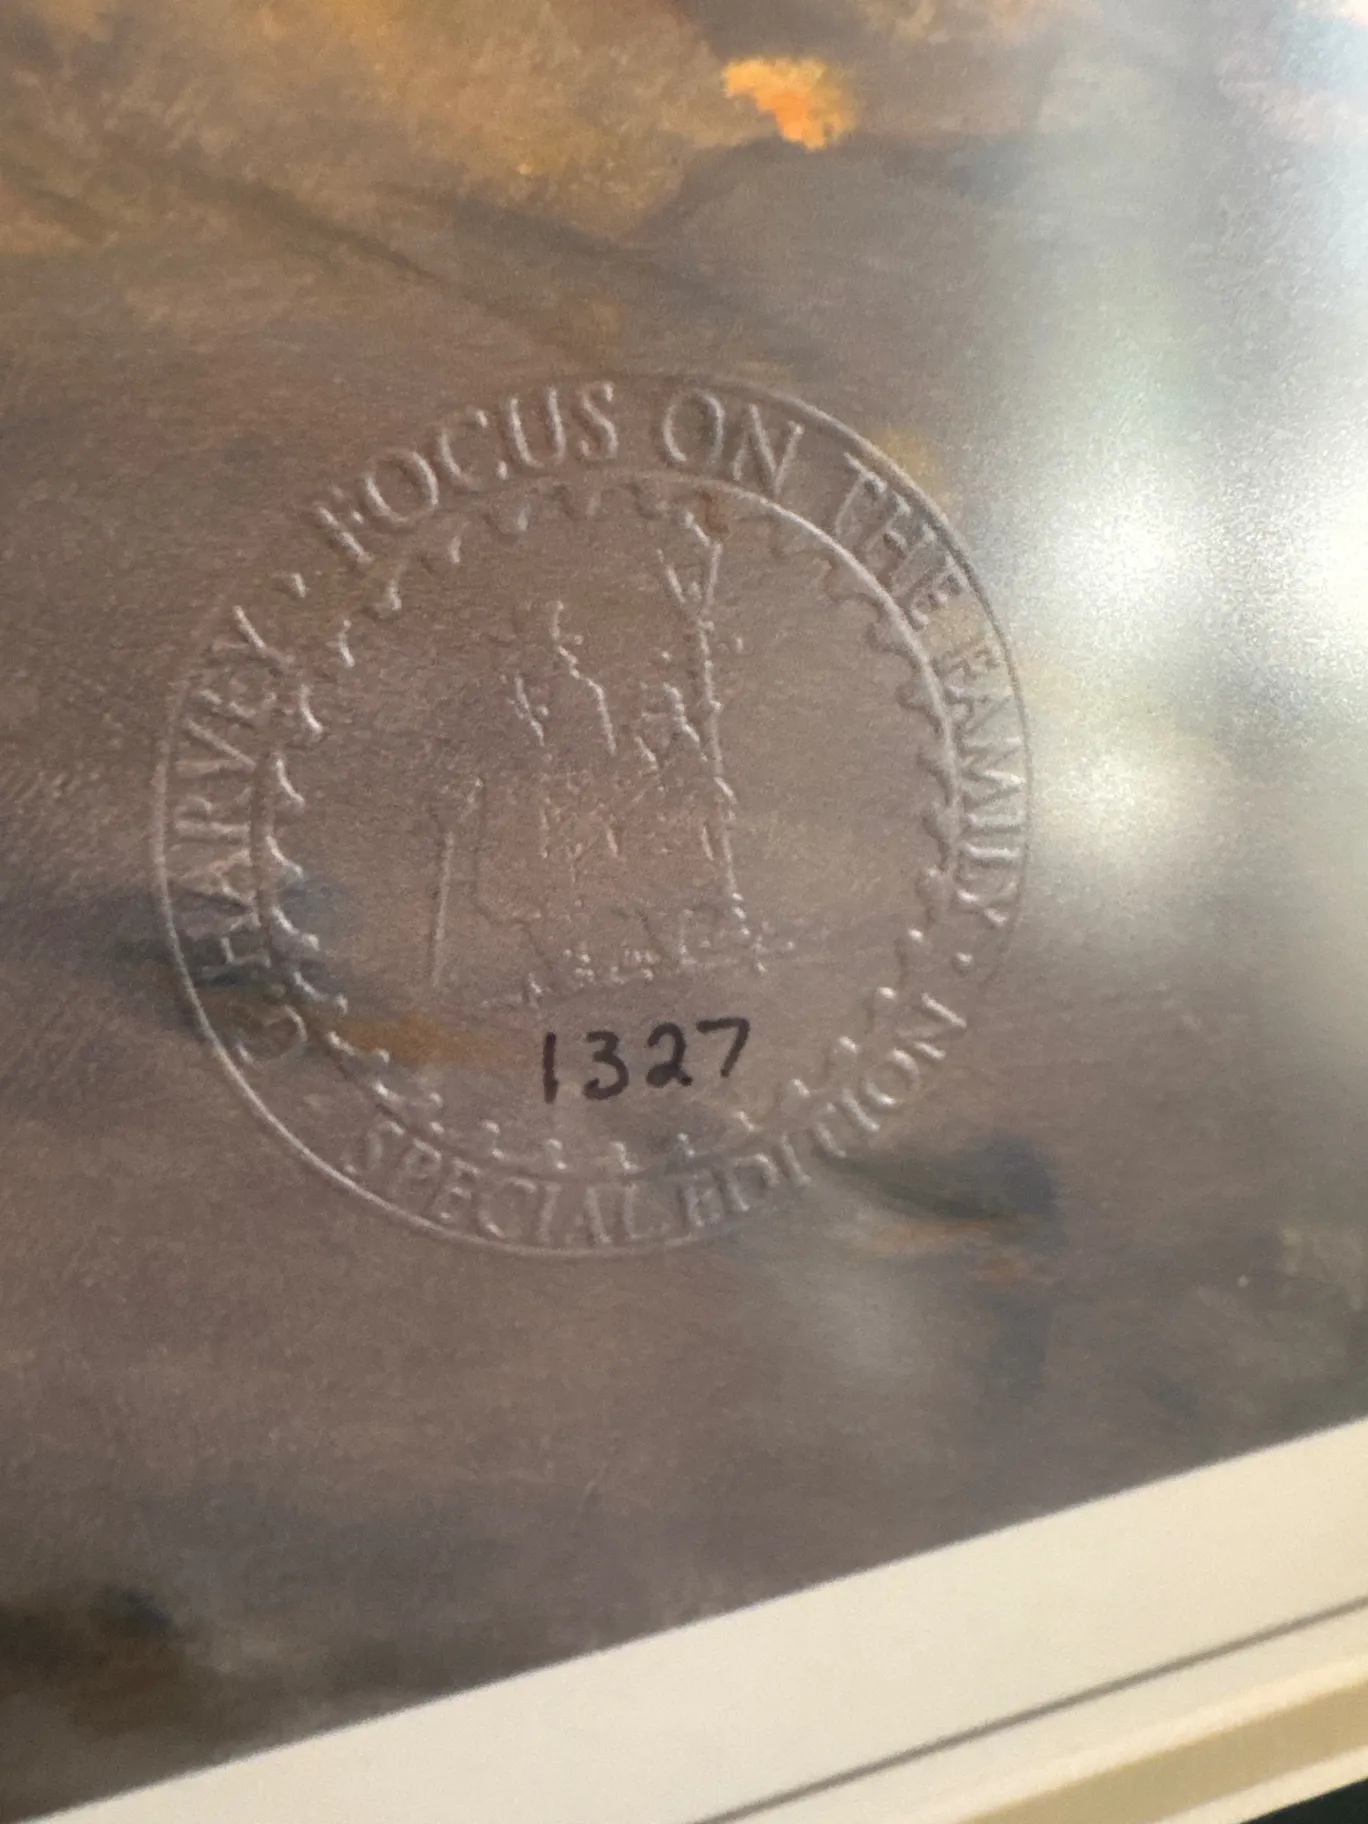 G. HARVEY · FOCUS ON THE FAMILY ·
SPECIAL EDITION
1327